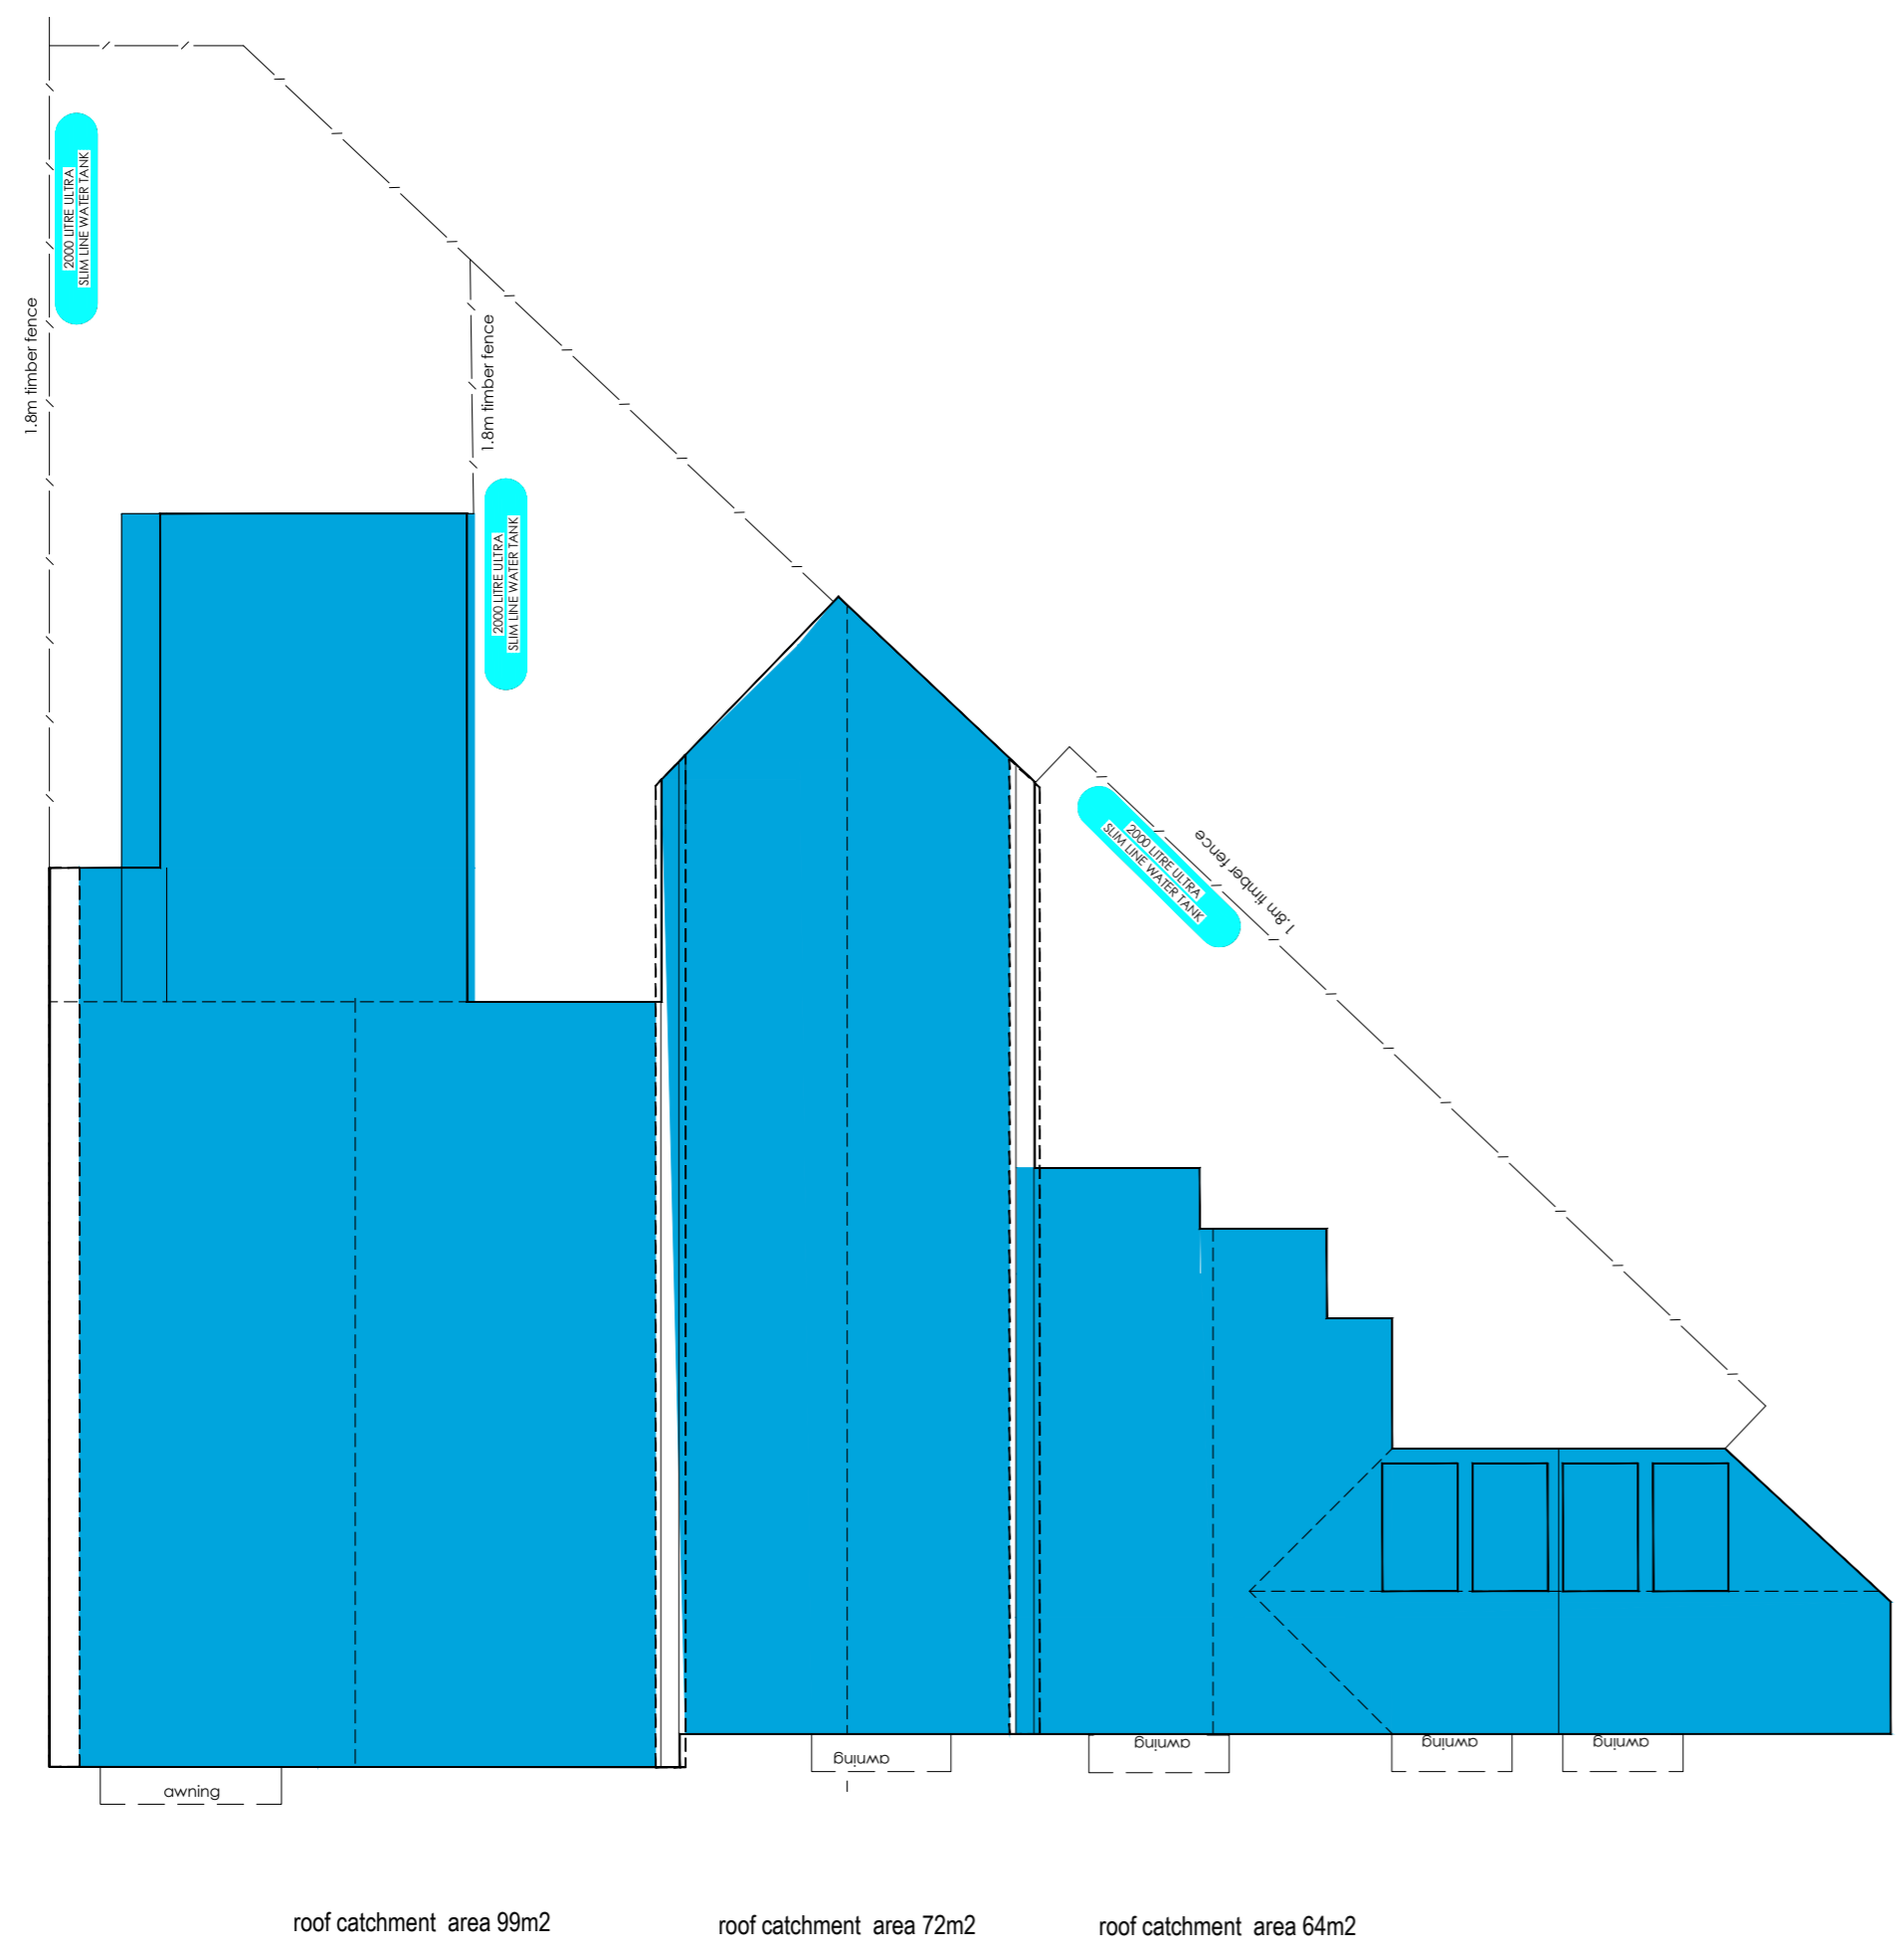 2000 LITRE ULTRA
SLIM LINE WATER TANK
1.8m timber fence
1.8m timber fence
2000 LITRE ULTRA
SLIM LINE WATER TANK
2000 LITRE ULTRA
SLIM LINE WATER TANK
1.8m timber fence
awning
awning
awning
awning
awning
roof catchment area 99m2
roof catchment area 72m2
roof catchment area 64m2